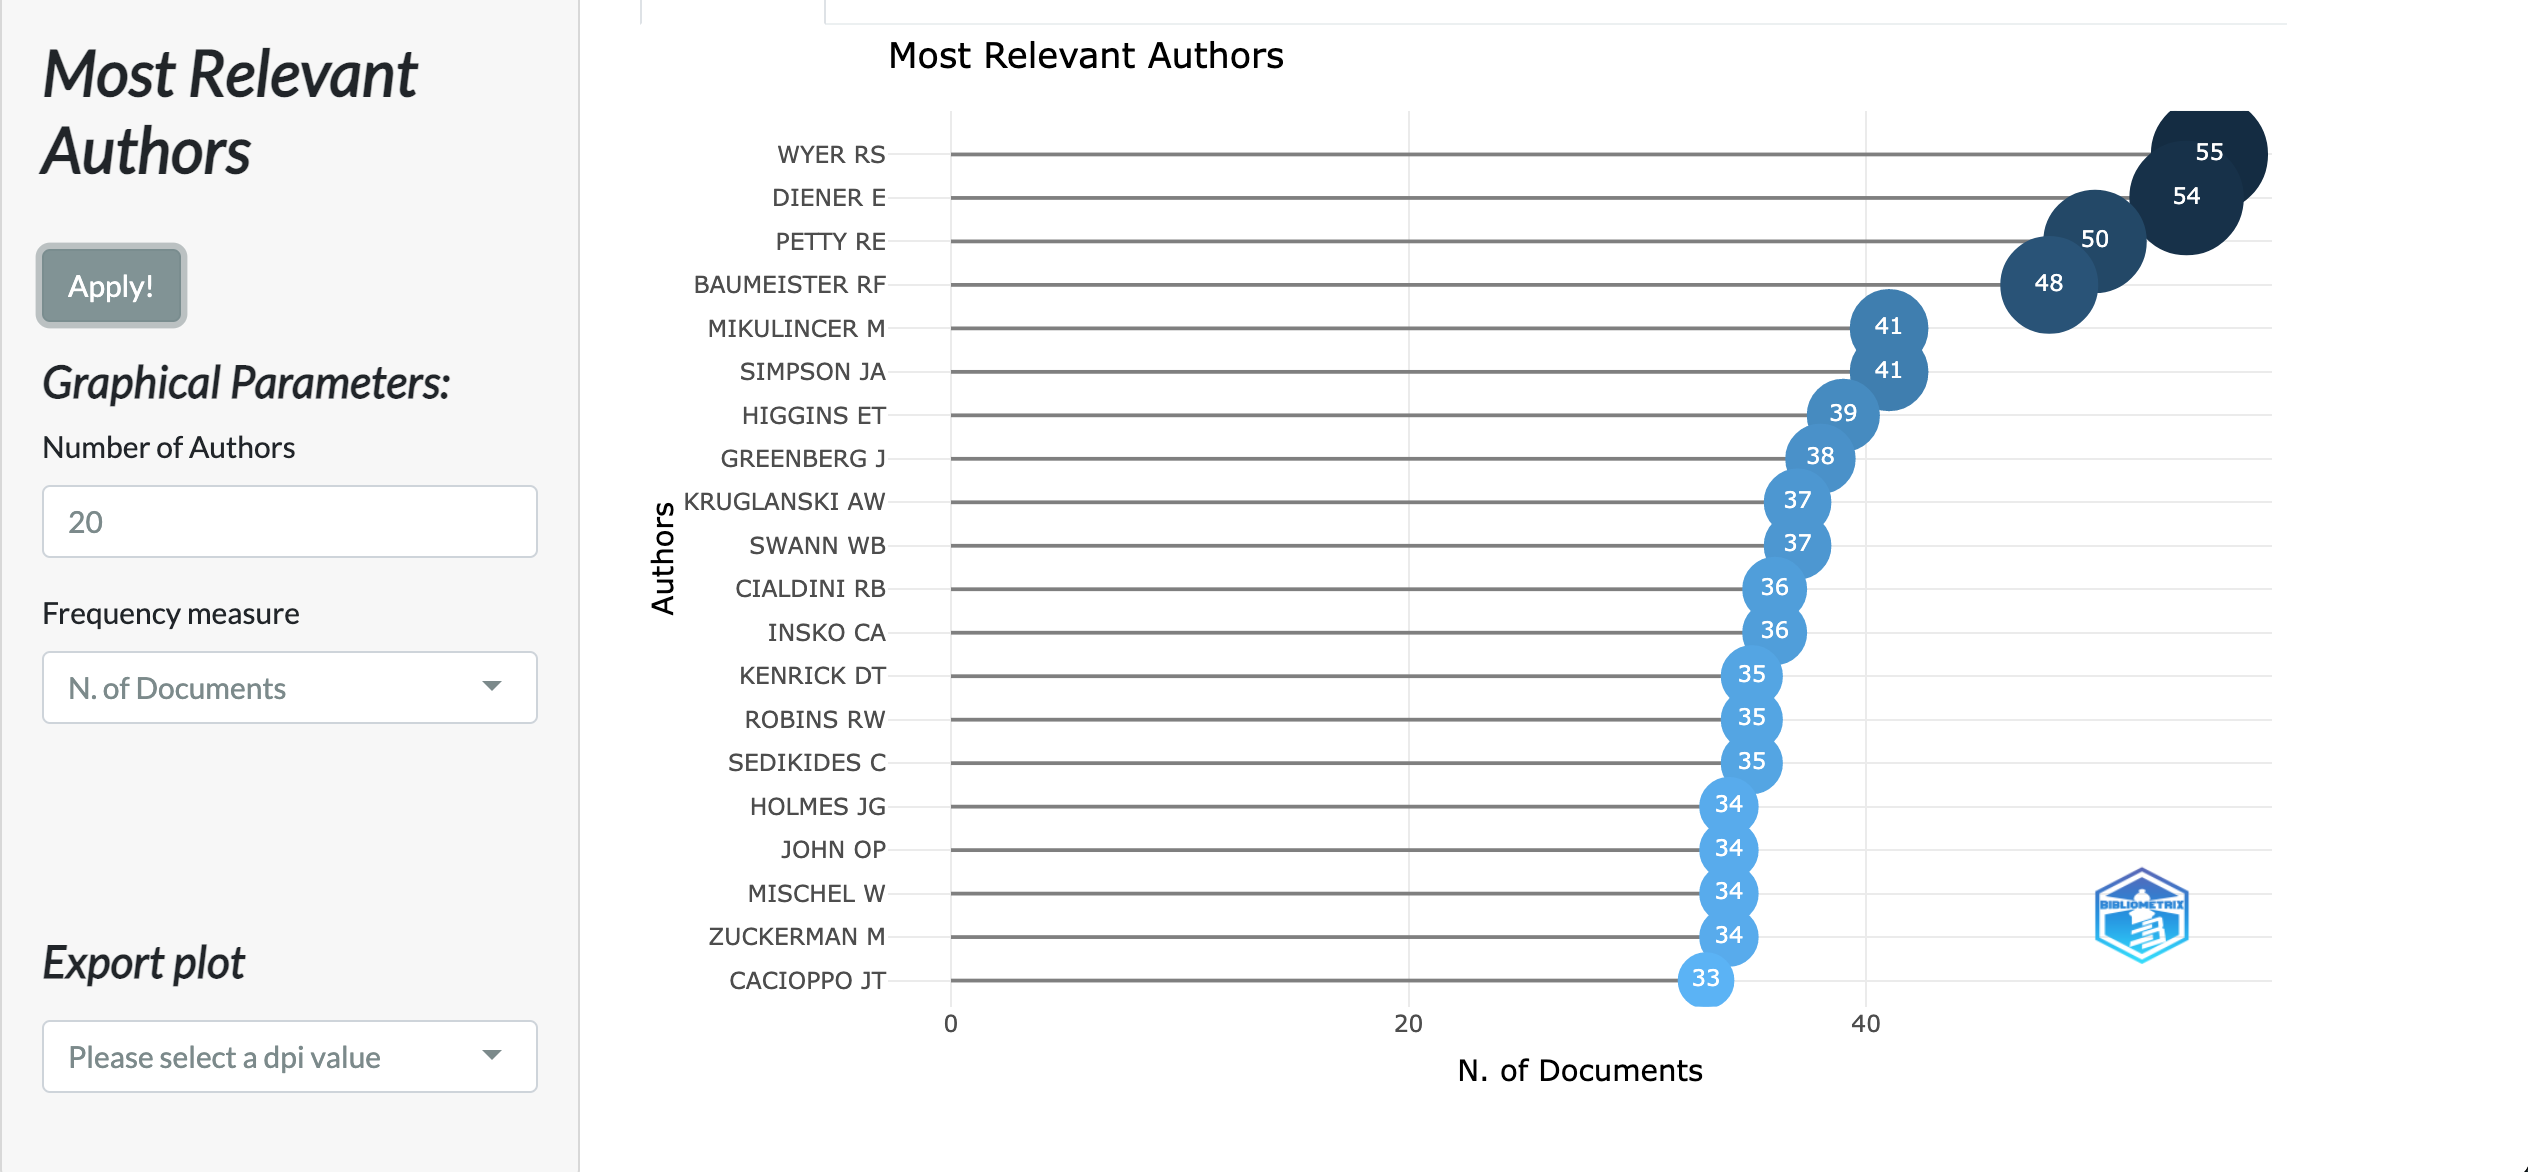 Most Relevant
Authors
Apply!
Graphical Parameters:
Number of Authors
20
Frequency measure
N. of Documents
Export plot
Please select a dpi value
Most Relevant Authors
Authors
WYER RS 55
DIENER E 54
PETTY RE 50
BAUMEISTER RF 48
MIKULINCER M 41
SIMPSON JA 41
HIGGINS ET 39
GREENBERG J 38
KRUGLANSKI AW 37
SWANN WB 37
CIALDINI RB 36
INSKO CA 36
KENRICK DT 35
ROBINS RW 35
SEDIKIDES C 35
HOLMES JG 34
JOHN OP 34
MISCHEL W 34
ZUCKERMAN M 34
CACIOPPO JT 33
BIBLIOMETRIX
0 20 40
N. of Documents